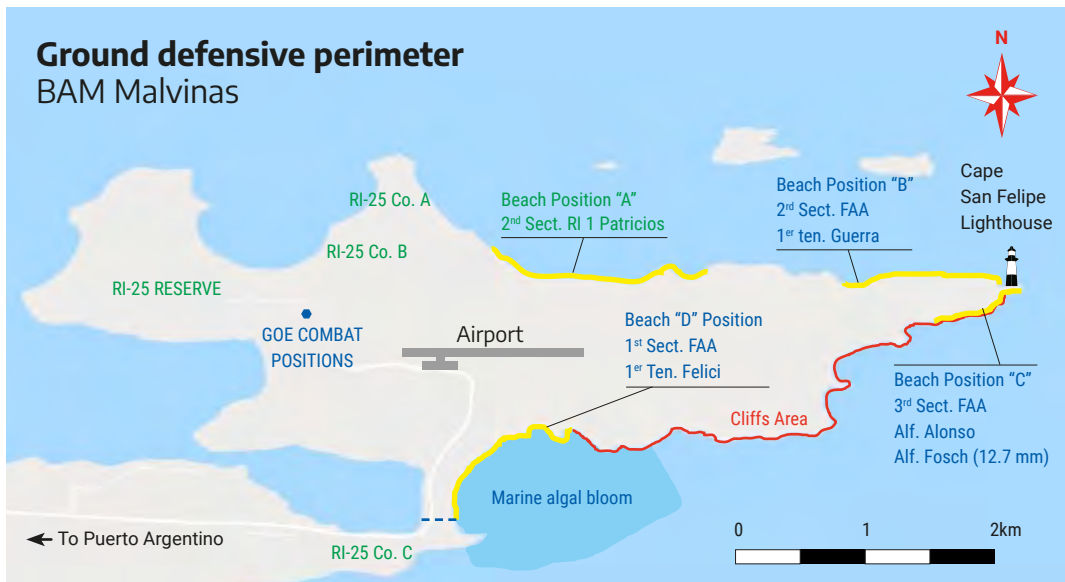 Ground defensive perimeter
BAM Malvinas
N
Cape
San Felipe
Lighthouse
RI-25 Co. A
Beach Position “A”
2nd Sect. RI 1 Patricios
Beach Position “B”
2rd Sect. FAA
1er ten. Guerra
RI-25 Co. B
RI-25 RESERVE
GOE COMBAT
POSITIONS
Airport
Beach “D” Position
1st Sect. FAA
1er Ten. Felici
Beach Position “C”
3rd Sect. FAA
Alf. Alonso
Alf. Fosch (12.7 mm)
Cliffs Area
Marine algal bloom
To Puerto Argentino
RI-25 Co. C
0 1 2km